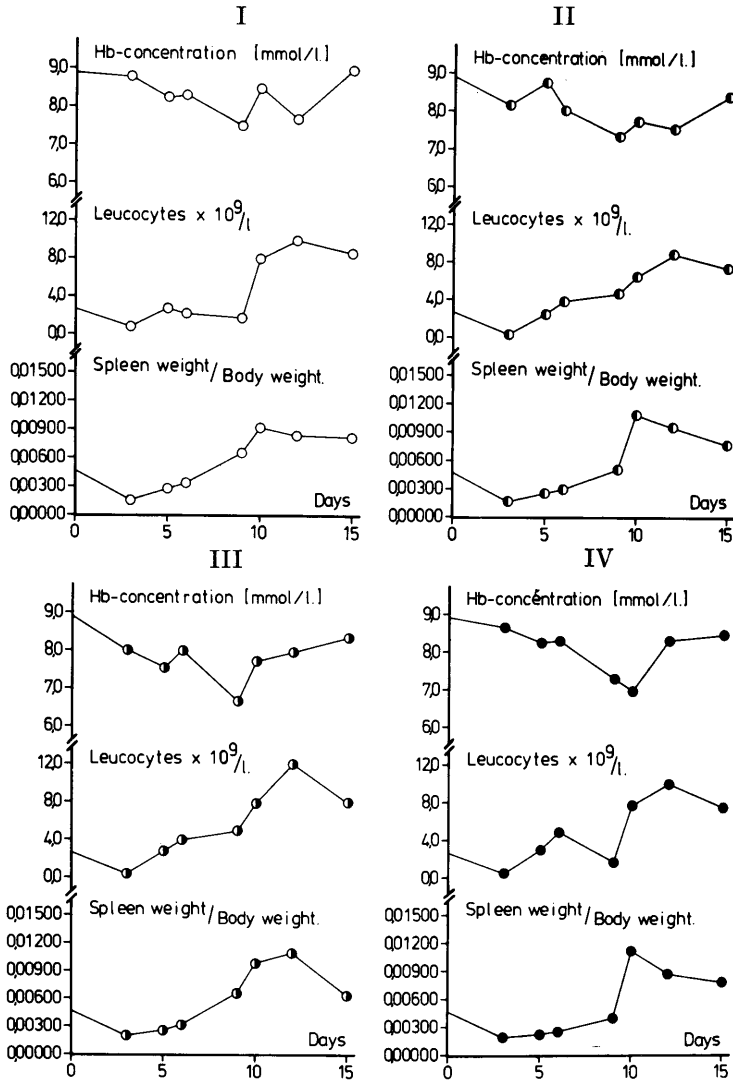 I
Hb-concentration [mmol/l.]
9,0
8,0
7,0
6,0
Leucocytes x 10⁹/l.
12,0
8,0
4,0
0,0
Spleen weight/Body weight.
0,01500
0,01200
0,00900
0,00600
0,00300
0,00000
Days
0 5 10 15
II
Hb-concentration [mmol/l.]
9,0
8,0
7,0
6,0
Leucocytes x 10⁹/l.
12,0
8,0
4,0
0,0
Spleen weight/Body weight.
0,01500
0,01200
0,00900
0,00600
0,00300
0,00000
Days
0 5 10 15
III
Hb-concentration [mmol/l.]
9,0
8,0
7,0
6,0
Leucocytes x 10⁹/l.
12,0
8,0
4,0
0,0
Spleen weight/Body weight.
0,01500
0,01200
0,00900
0,00600
0,00300
0,00000
Days
0 5 10 15
IV
Hb-concentration [mmol/l.]
9,0
8,0
7,0
6,0
Leucocytes x 10⁹/l.
12,0
8,0
4,0
0,0
Spleen weight/Body weight.
0,01500
0,01200
0,00900
0,00600
0,00300
0,00000
Days
0 5 10 15